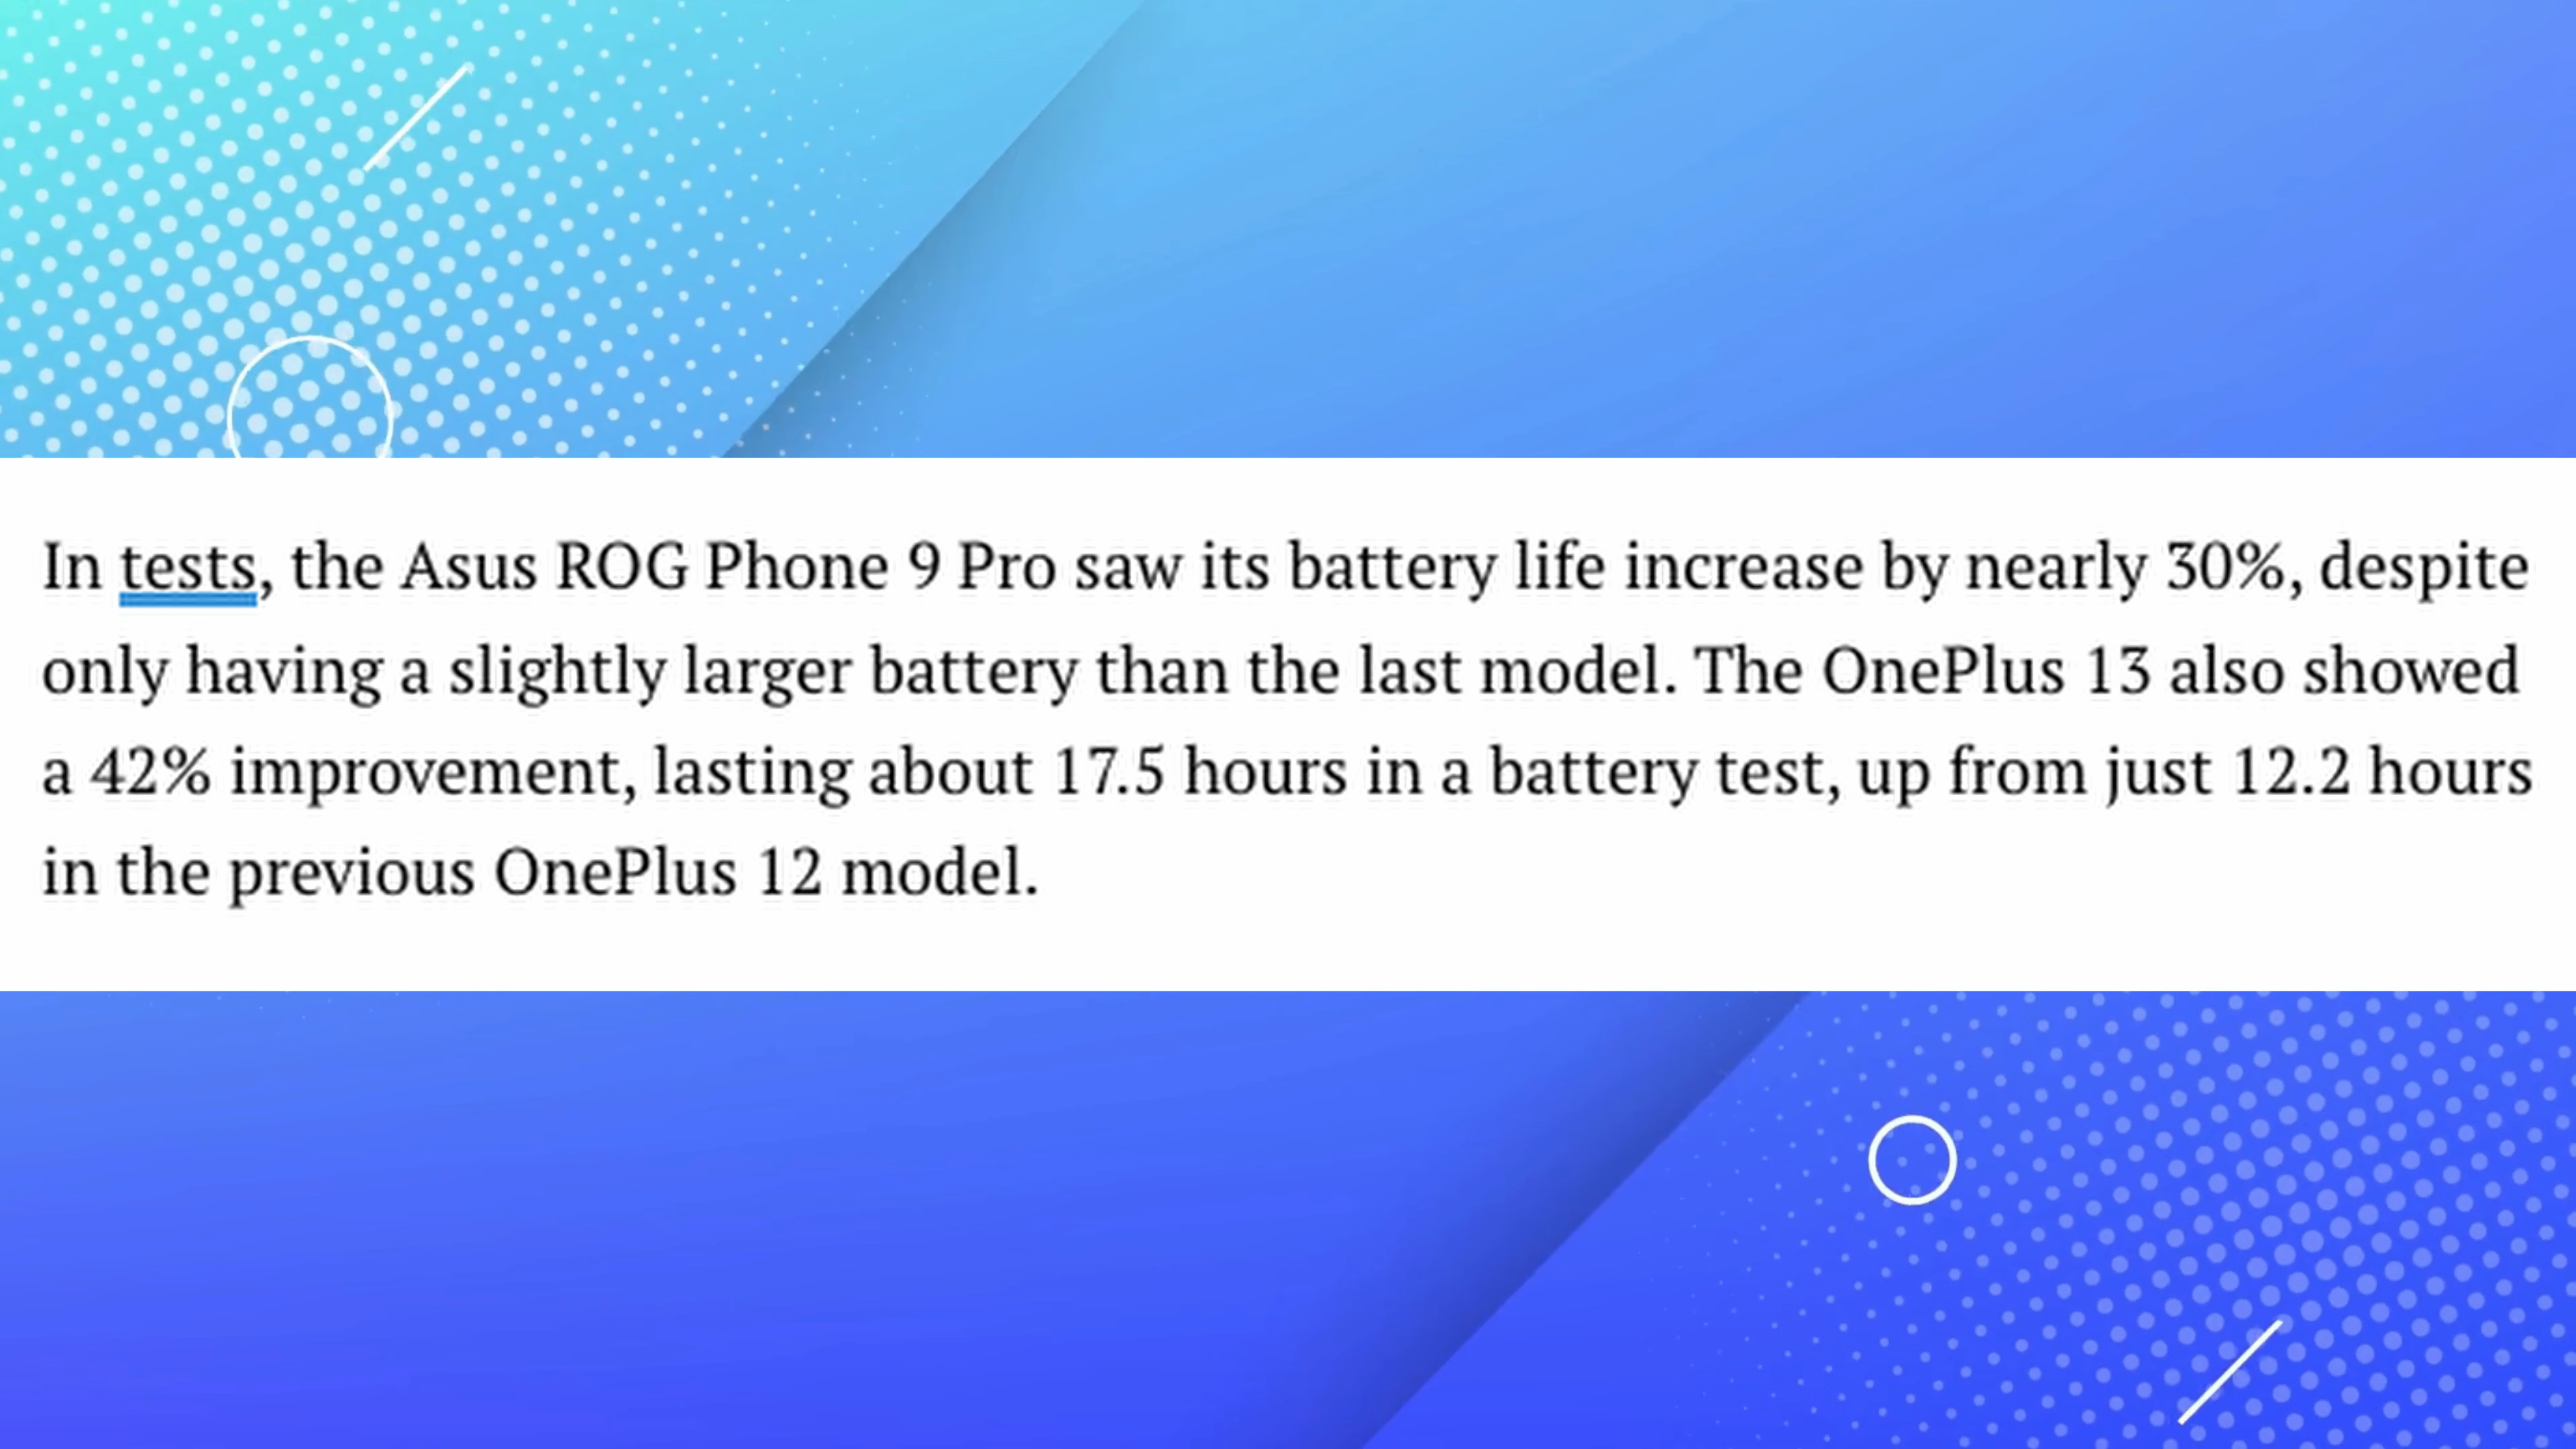 In tests, the Asus ROG Phone 9 Pro saw its battery life increase by nearly 30%, despite
only having a slightly larger battery than the last model. The OnePlus 13 also showed
a 42% improvement, lasting about 17.5 hours in a battery test, up from just 12.2 hours
in the previous OnePlus 12 model.